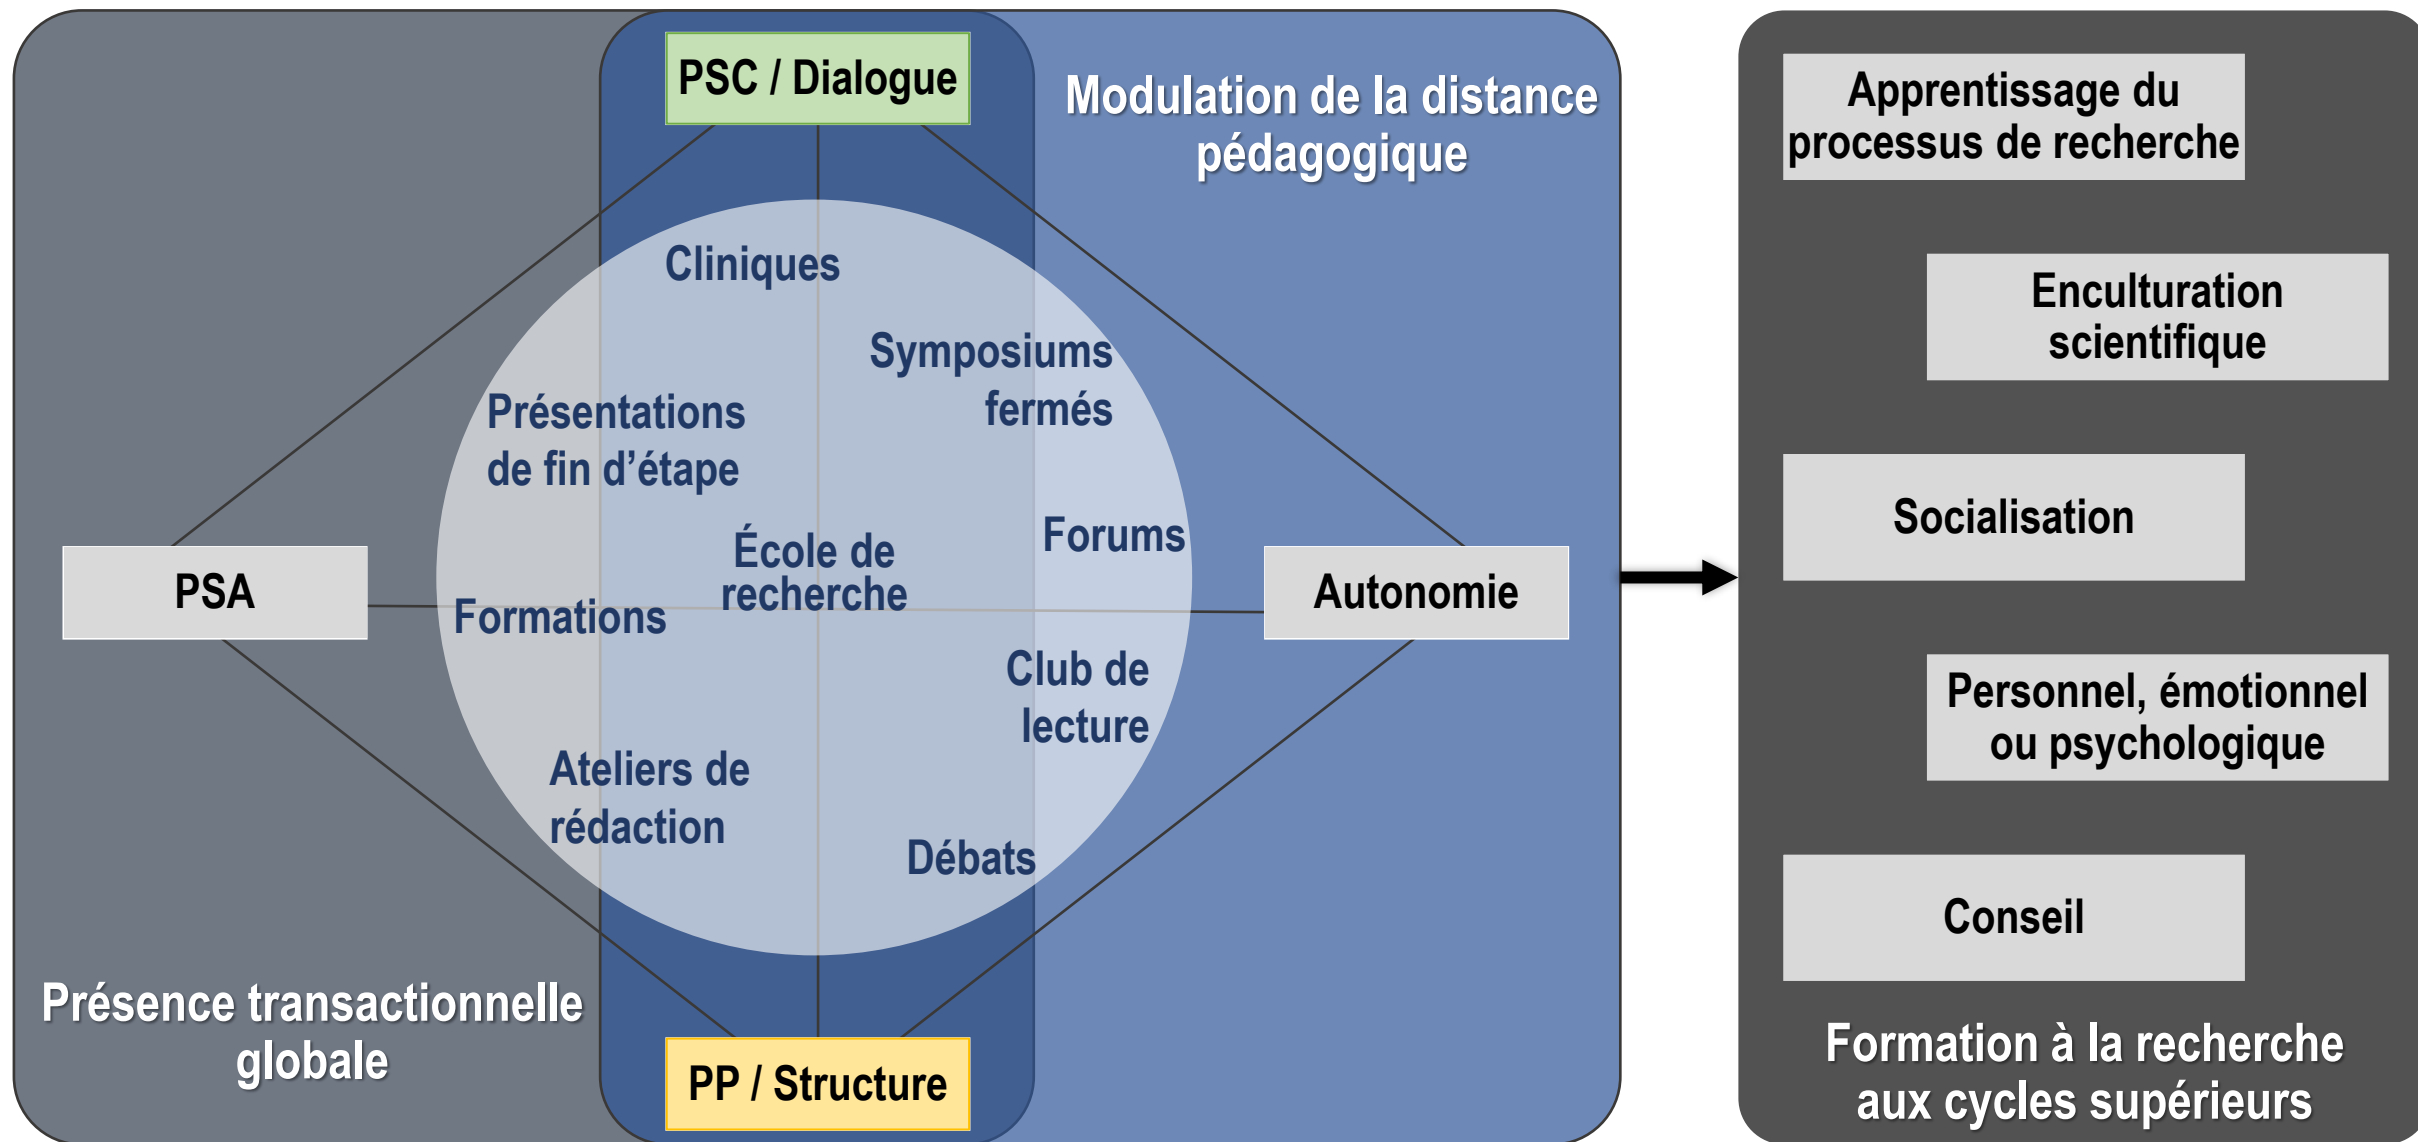 PSC / Dialogue
Modulation de la distance
pédagogique
Cliniques
Symposiums
fermés
Présentations
de fin d’étape
École de
recherche
Forums
PSA
Formations
Autonomie
Club de
lecture
Ateliers de
rédaction
Débats
Présence transactionnelle
globale
PP / Structure
Apprentissage du
processus de recherche
Enculturation
scientifique
Socialisation
Personnel, émotionnel
ou psychologique
Conseil
Formation à la recherche
aux cycles supérieurs